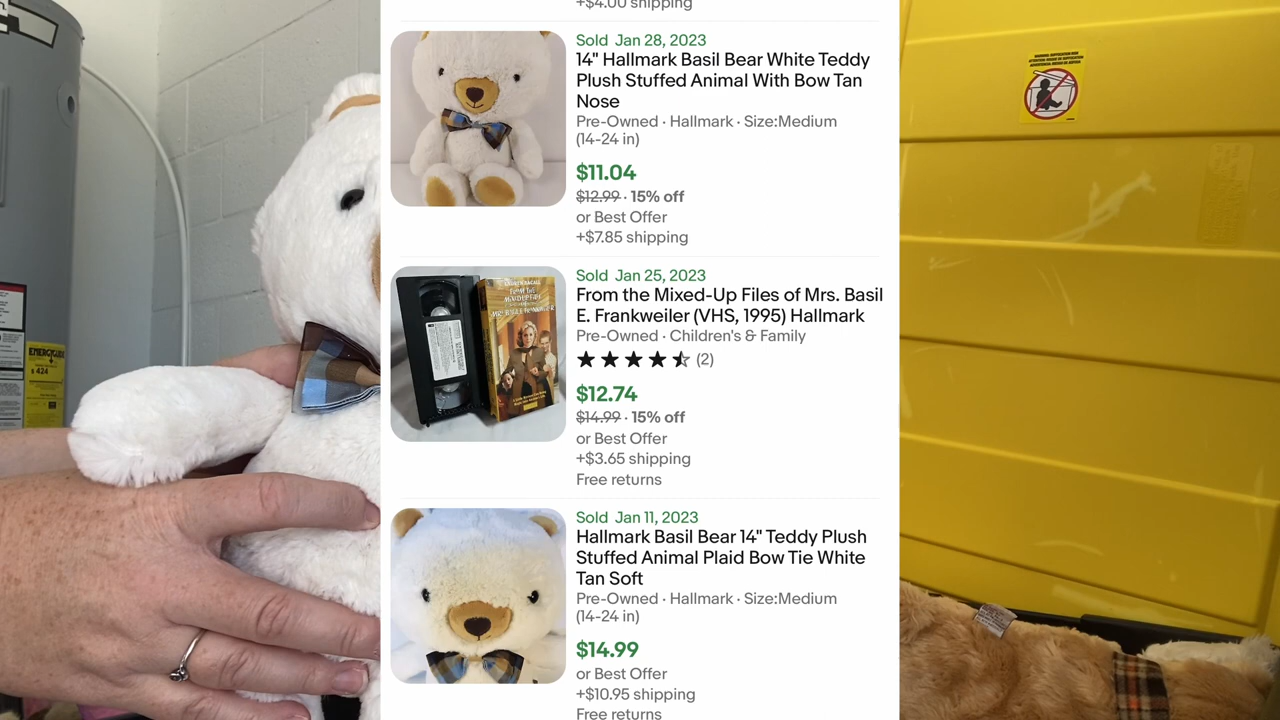 +$4.00 shipping
Sold Jan 28, 2023
14" Hallmark Basil Bear White Teddy
Plush Stuffed Animal With Bow Tan
Nose
Pre-Owned · Hallmark · Size:Medium
(14-24 in)
$11.04
$12.99 · 15% off
or Best Offer
+$7.85 shipping
Sold Jan 25, 2023
From the Mixed-Up Files of Mrs. Basil
E. Frankweiler (VHS, 1995) Hallmark
Pre-Owned · Children's & Family
(2)
$12.74
$14.99 · 15% off
or Best Offer
+$3.65 shipping
Free returns
Sold Jan 11, 2023
Hallmark Basil Bear 14" Teddy Plush
Stuffed Animal Plaid Bow Tie White
Tan Soft
Pre-Owned · Hallmark · Size:Medium
(14-24 in)
$14.99
or Best Offer
+$10.95 shipping
Free returns
ENERGYGUIDE
424